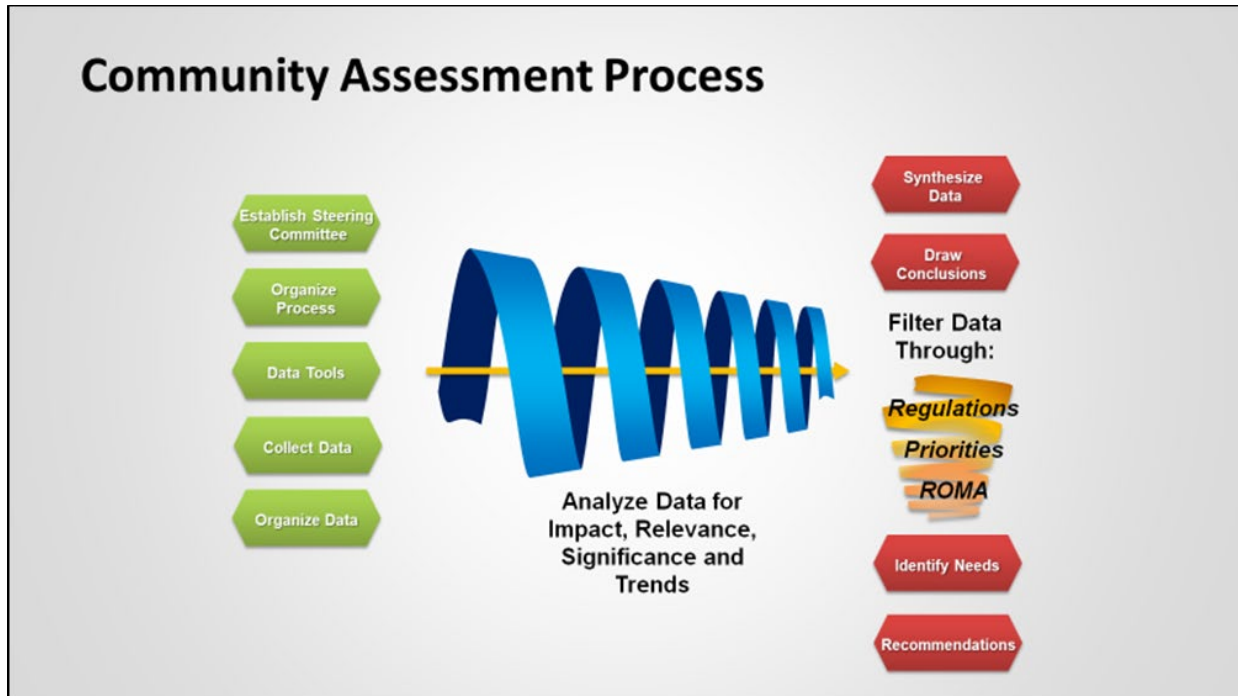 Community Assessment Process
Establish Steering
Committee
Organize
Process
Data Tools
Collect Data
Organize Data
Analyze Data for
Impact, Relevance,
Significance and
Trends
Synthesize
Data
Draw
Conclusions
Filter Data
Through:
Regulations
Priorities
ROMA
Identify Needs
Recommendations